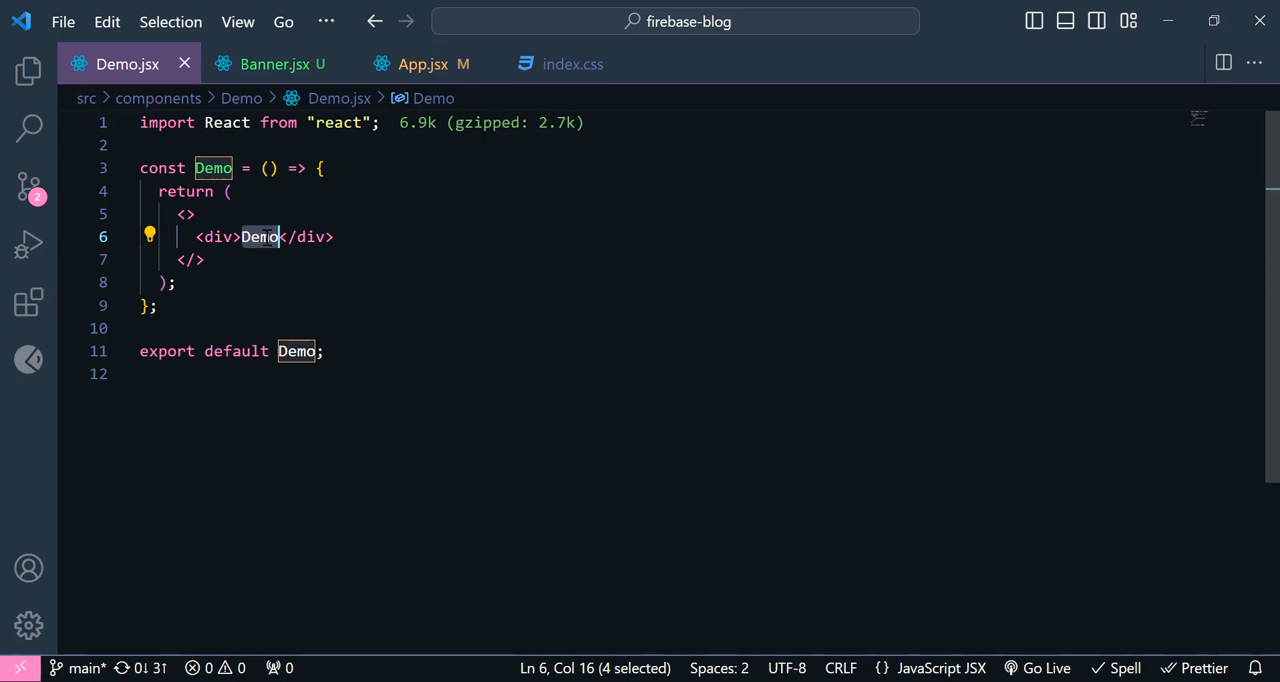 File Edit Selection View Go ··· firebase-blog
Demo.jsx Banner.jsx U App.jsx M index.css
src > components > Demo > Demo.jsx > Demo
1 import React from "react"; 6.9k (gzipped: 2.7k)
2
3 const Demo = () => {
4 return (
5 <>
6 <div>Demo</div>
7 </>
8 );
9 };
10
11 export default Demo;
12
2
main* 0↓ 3↑ 0 0 0 Ln 6, Col 16 (4 selected) Spaces: 2 UTF-8 CRLF {} JavaScript JSX Go Live Spell Prettier